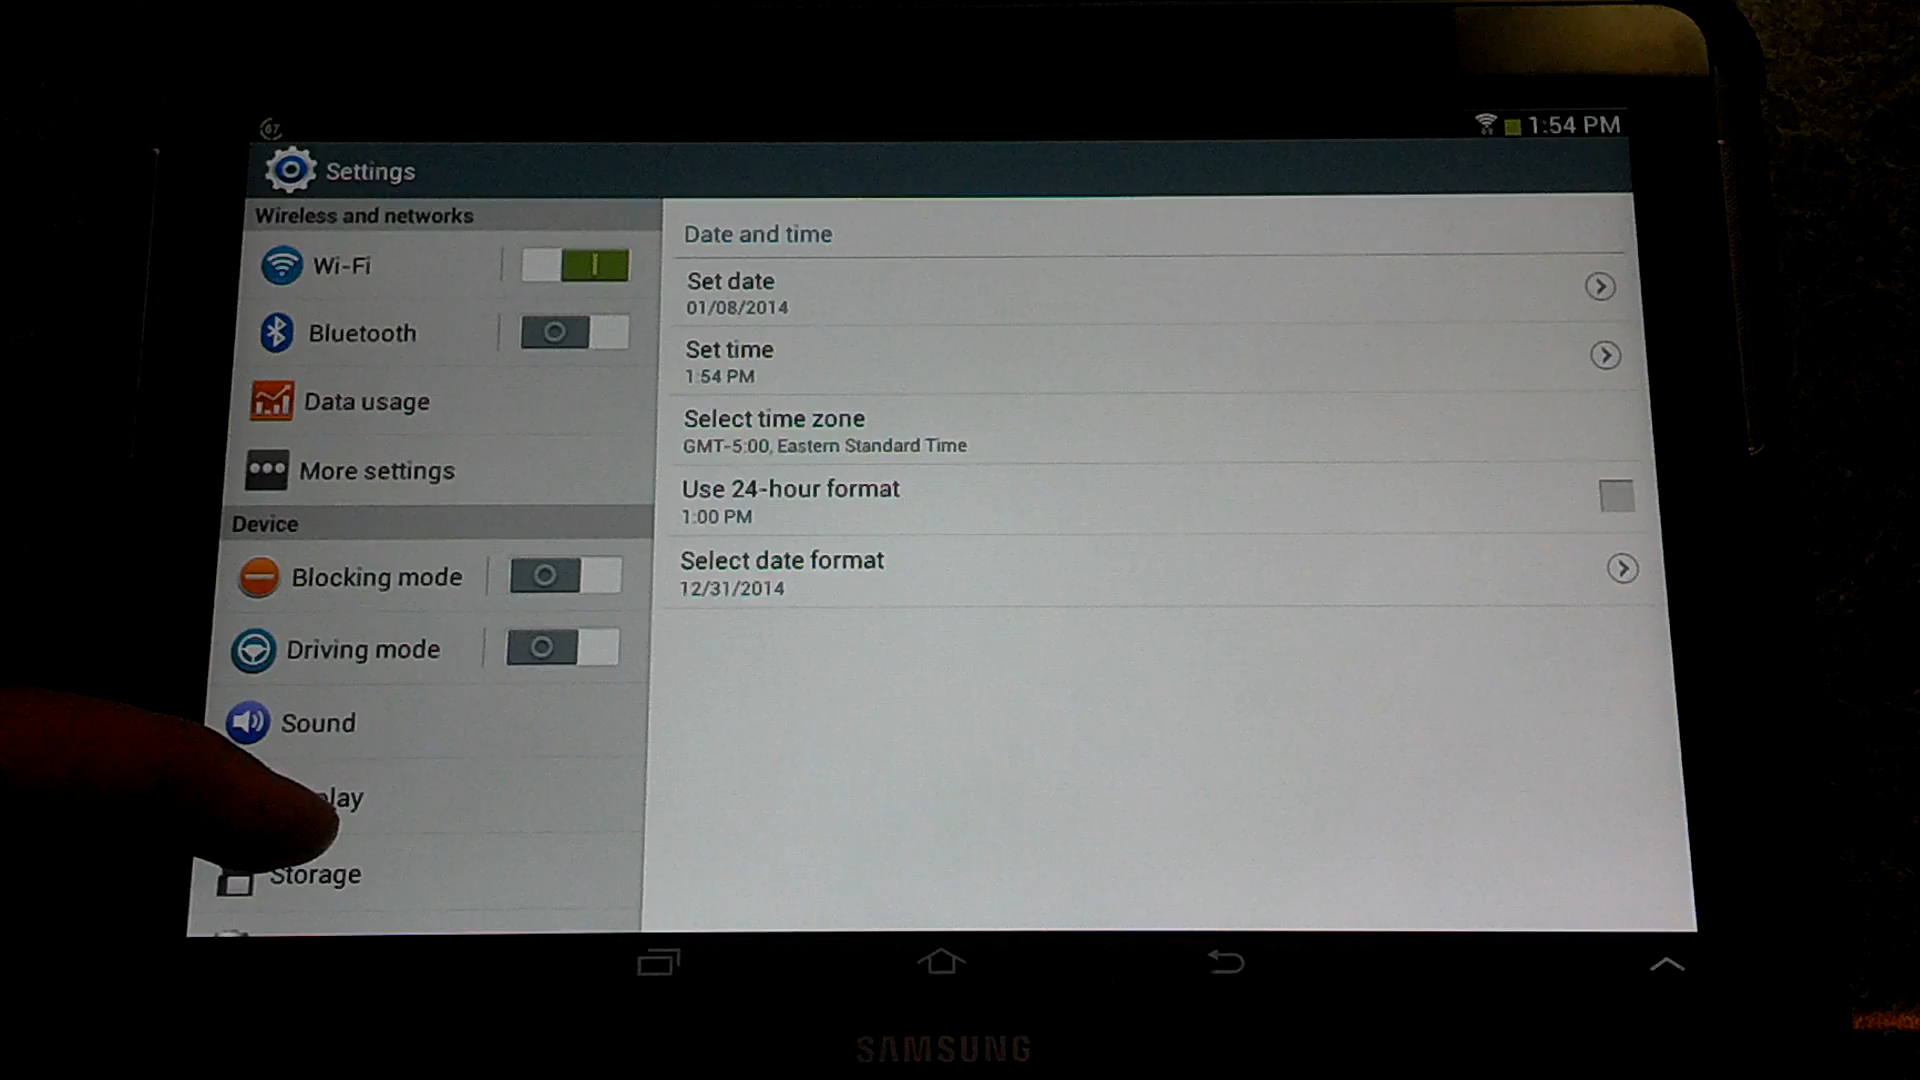 67
1:54 PM
Settings
Wireless and networks
Wi-Fi
Bluetooth
Data usage
More settings
Device
Blocking mode
Driving mode
Sound
play
Storage
Date and time
Set date
01/08/2014
Set time
1:54 PM
Select time zone
GMT-5:00, Eastern Standard Time
Use 24-hour format
1:00 PM
Select date format
12/31/2014
SAMSUNG